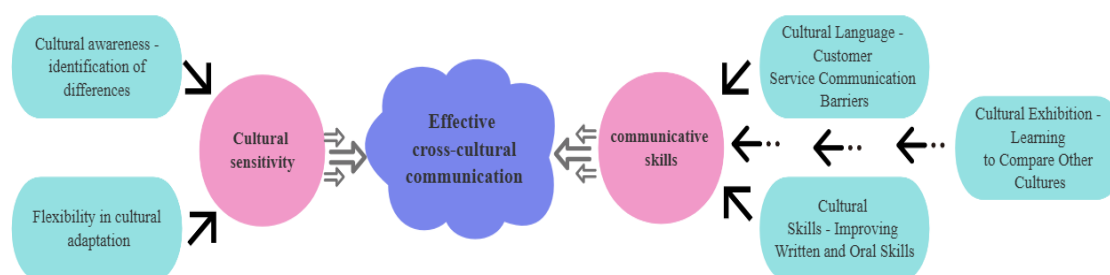 Cultural awareness -
identification of
differences
Flexibility in cultural
adaptation
Cultural
sensitivity
Effective
cross-cultural
communication
communicative
skills
Cultural Language -
Customer
Service Communication
Barriers
Cultural
Skills - Improving
Written and Oral Skills
Cultural Exhibition -
Learning
to Compare Other
Cultures